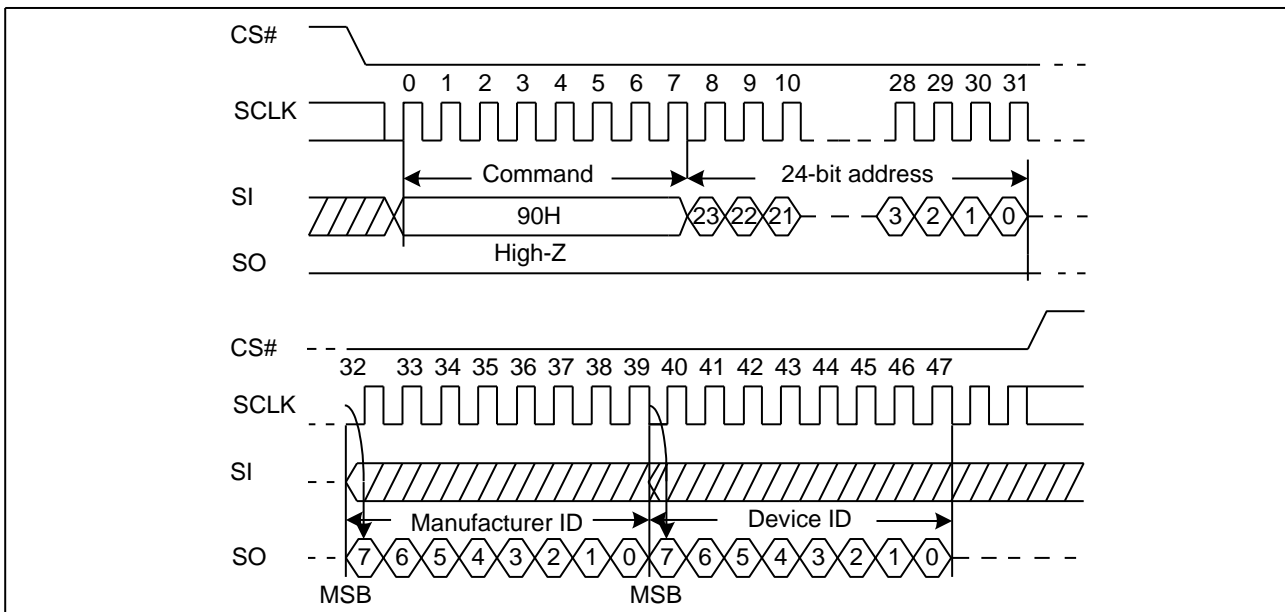 CS#
0 1 2 3 4 5 6 7 8 9 10 28 29 30 31
SCLK
Command 24-bit address
SI
90H 23 22 21 3 2 1 0
High-Z
SO
CS#
32 33 34 35 36 37 38 39 40 41 42 43 44 45 46 47
SCLK
SI
Manufacturer ID Device ID
SO 7 6 5 4 3 2 1 0 7 6 5 4 3 2 1 0
MSB MSB